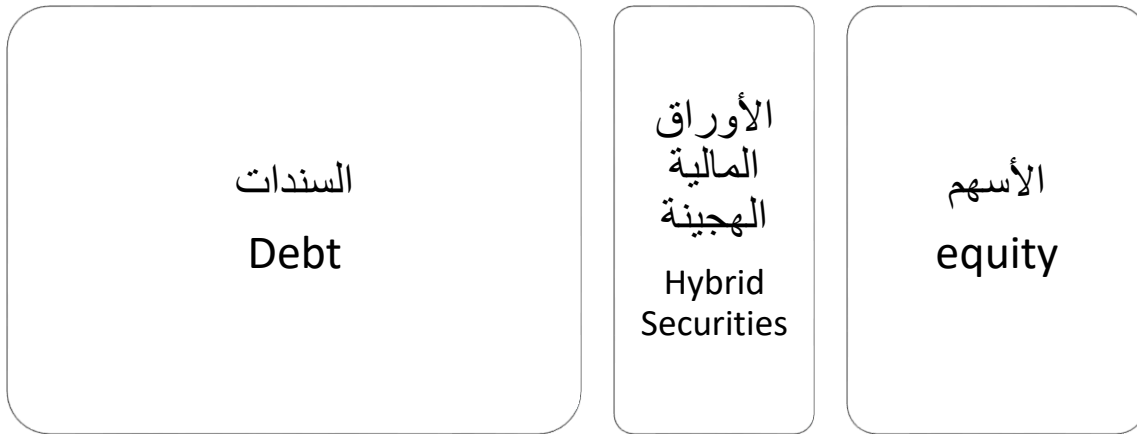 السندات
Debt
الأوراق
المالية
الهجينة
Hybrid
Securities
الأسهم
equity